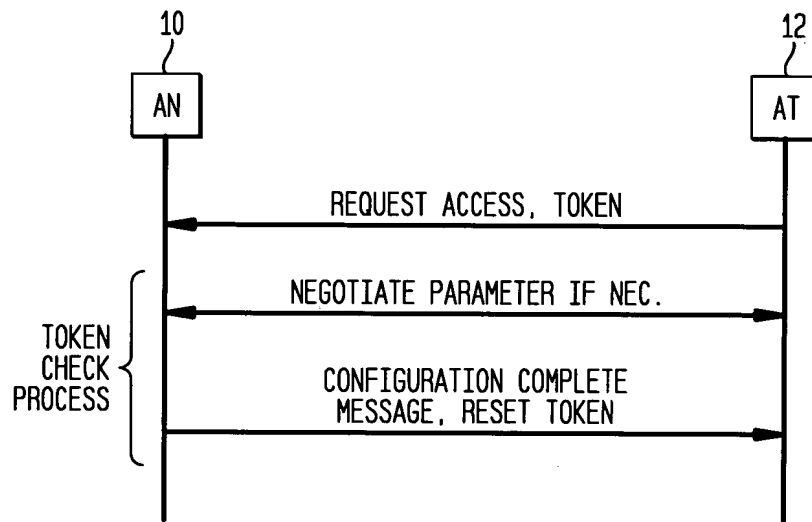 10
12
AN
AT
REQUEST ACCESS, TOKEN
NEGOTIATE PARAMETER IF NEC.
TOKEN
CHECK
PROCESS
CONFIGURATION COMPLETE
MESSAGE, RESET TOKEN